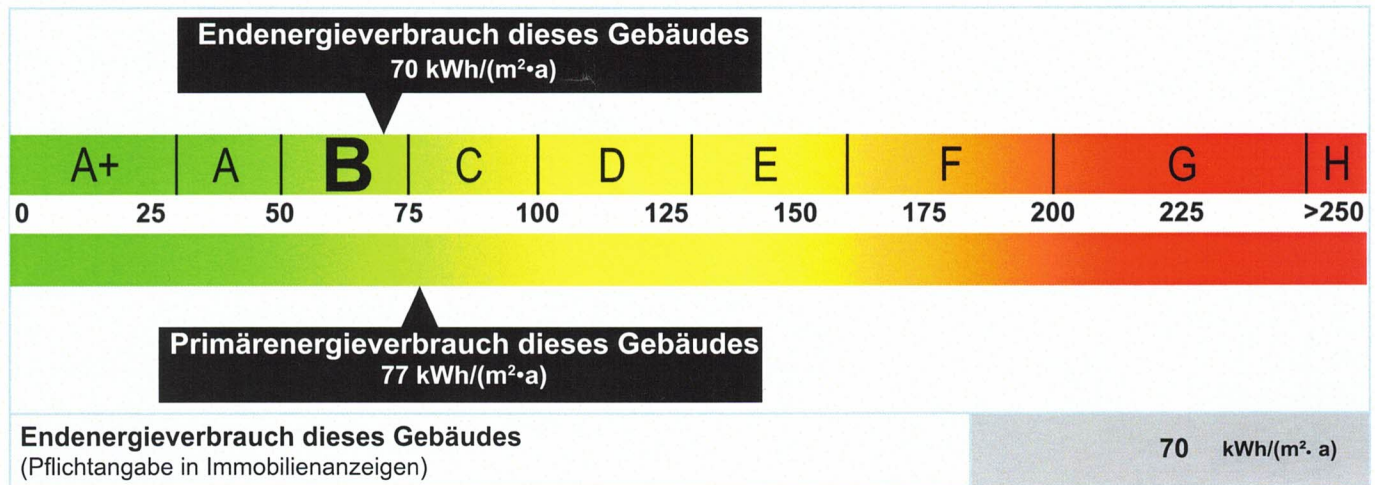 Endenergieverbrauch dieses Gebäudes
70 kWh/(m²•a)
A+ A B C D E F G H
0 25 50 75 100 125 150 175 200 225 >250
Primärenergieverbrauch dieses Gebäudes
77 kWh/(m²•a)
Endenergieverbrauch dieses Gebäudes
(Pflichtangabe in Immobilienanzeigen)
70 kWh/(m²· a)